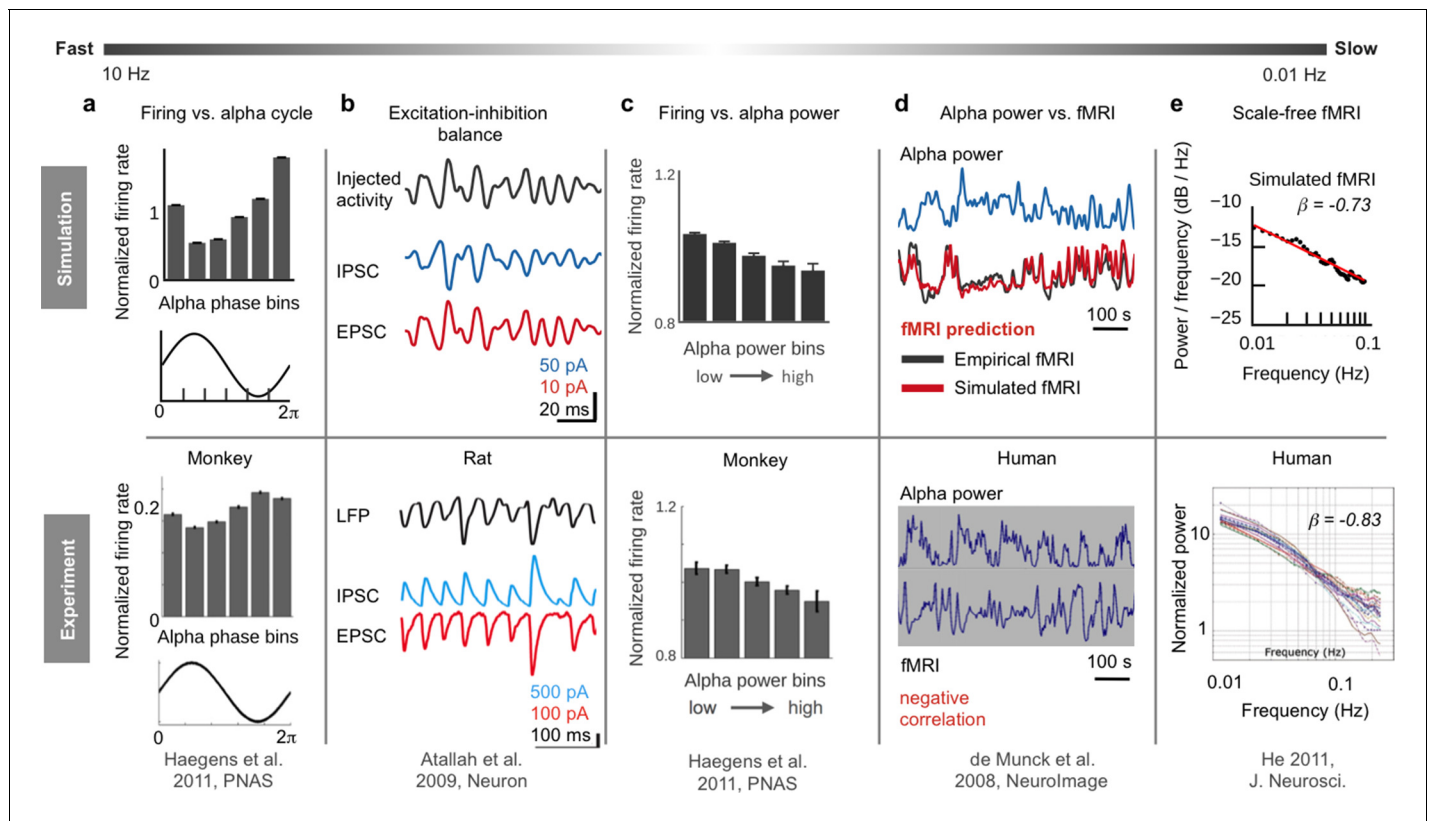 Fast
Slow
10 Hz
0.01 Hz
a
Firing vs. alpha cycle
b
Excitation-inhibition
balance
c
Firing vs. alpha power
d
Alpha power vs. fMRI
e
Scale-free fMRI
Simulation
Normalized firing rate
1
0
Alpha phase bins
0
2π
Injected
activity
IPSC
EPSC
50 pA
10 pA
20 ms
Normalized firing rate
1.2
0.8
Alpha power bins
low
high
Alpha power
fMRI prediction
100 s
Empirical fMRI
Simulated fMRI
Power / frequency (dB / Hz)
Simulated fMRI
β = -0.73
−10
−15
−20
−25
0.01
0.1
Frequency (Hz)
Experiment
Monkey
Normalized firing rate
0.2
0
Alpha phase bins
0
2π
Haegens et al.
2011, PNAS
Rat
LFP
IPSC
EPSC
500 pA
100 pA
100 ms
Atallah et al.
2009, Neuron
Monkey
Normalized firing rate
1.2
0.8
Alpha power bins
low
high
Haegens et al.
2011, PNAS
Human
Alpha power
fMRI
100 s
negative
correlation
de Munck et al.
2008, NeuroImage
Human
Normalized power
β = -0.83
10
1
Frequency (Hz)
0.01
0.1
Frequency (Hz)
He 2011,
J. Neurosci.